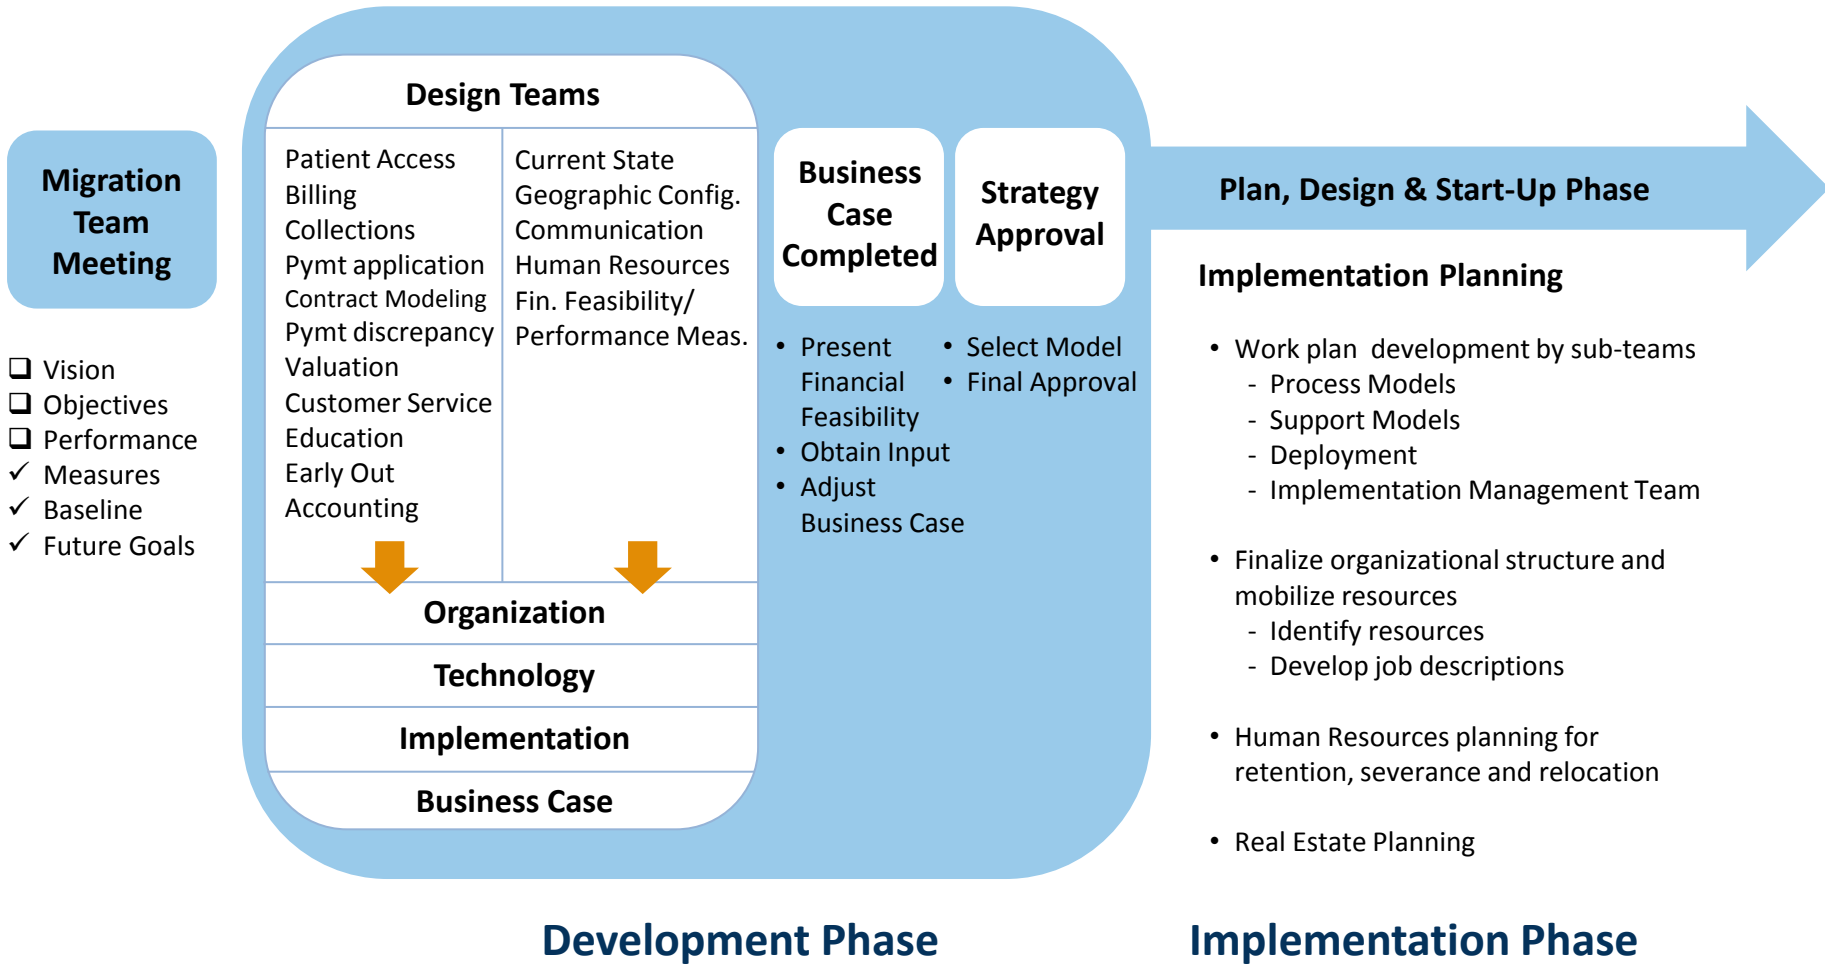 Migration
Team
Meeting
❑ Vision
❑ Objectives
❑ Performance
✓ Measures
✓ Baseline
✓ Future Goals
Design Teams
Patient Access
Billing
Collections
Pymt application
Contract Modeling
Pymt discrepancy
Valuation
Customer Service
Education
Early Out
Accounting
Current State
Geographic Config.
Communication
Human Resources
Fin. Feasibility/
Performance Meas.
Organization
Technology
Implementation
Business Case
Business
Case
Completed
• Present
Financial
Feasibility
• Obtain Input
• Adjust
Business Case
Strategy
Approval
• Select Model
• Final Approval
Plan, Design & Start-Up Phase
Implementation Planning
• Work plan development by sub-teams
- Process Models
- Support Models
- Deployment
- Implementation Management Team
• Finalize organizational structure and
mobilize resources
- Identify resources
- Develop job descriptions
• Human Resources planning for
retention, severance and relocation
• Real Estate Planning
Development Phase
Implementation Phase